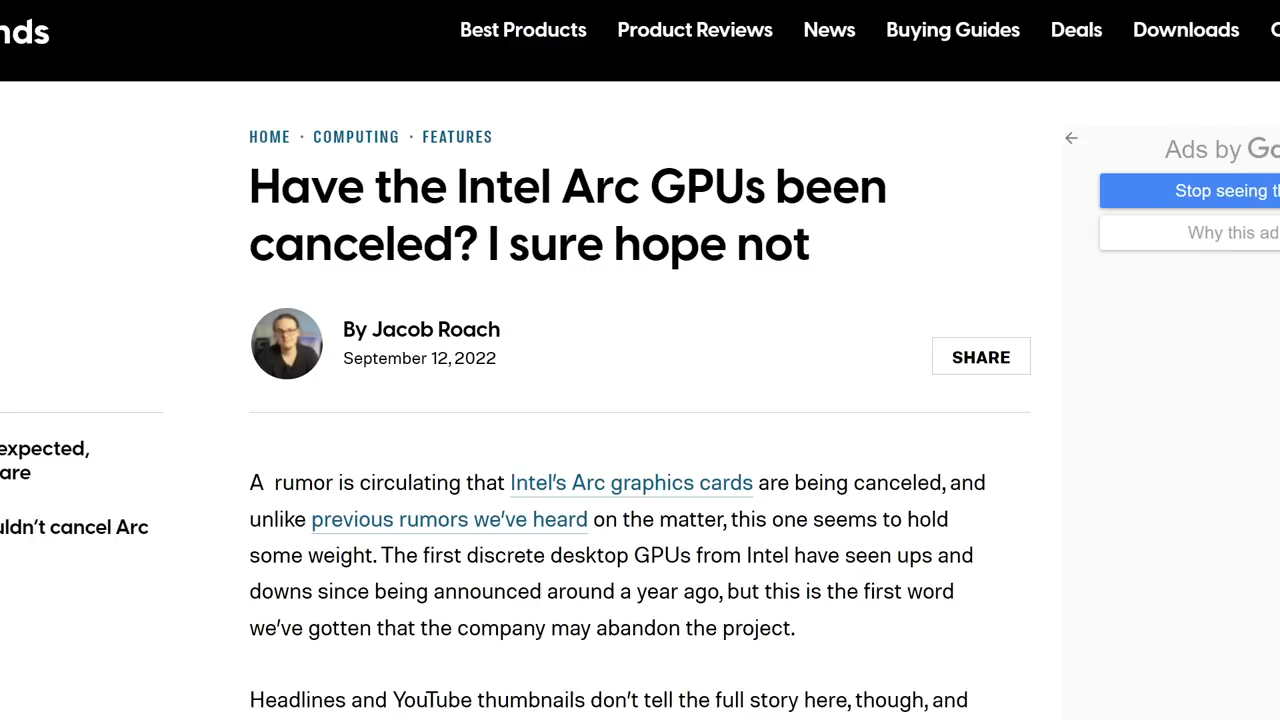 nds
Best Products Product Reviews News Buying Guides Deals Downloads
HOME · COMPUTING · FEATURES
Have the Intel Arc GPUs been
canceled? I sure hope not
By Jacob Roach
September 12, 2022
SHARE
Ads by Go
Stop seeing th
Why this ad
expected,
are
uldn't cancel Arc
A rumor is circulating that Intel's Arc graphics cards are being canceled, and
unlike previous rumors we've heard on the matter, this one seems to hold
some weight. The first discrete desktop GPUs from Intel have seen ups and
downs since being announced around a year ago, but this is the first word
we've gotten that the company may abandon the project.
Headlines and YouTube thumbnails don't tell the full story here, though, and